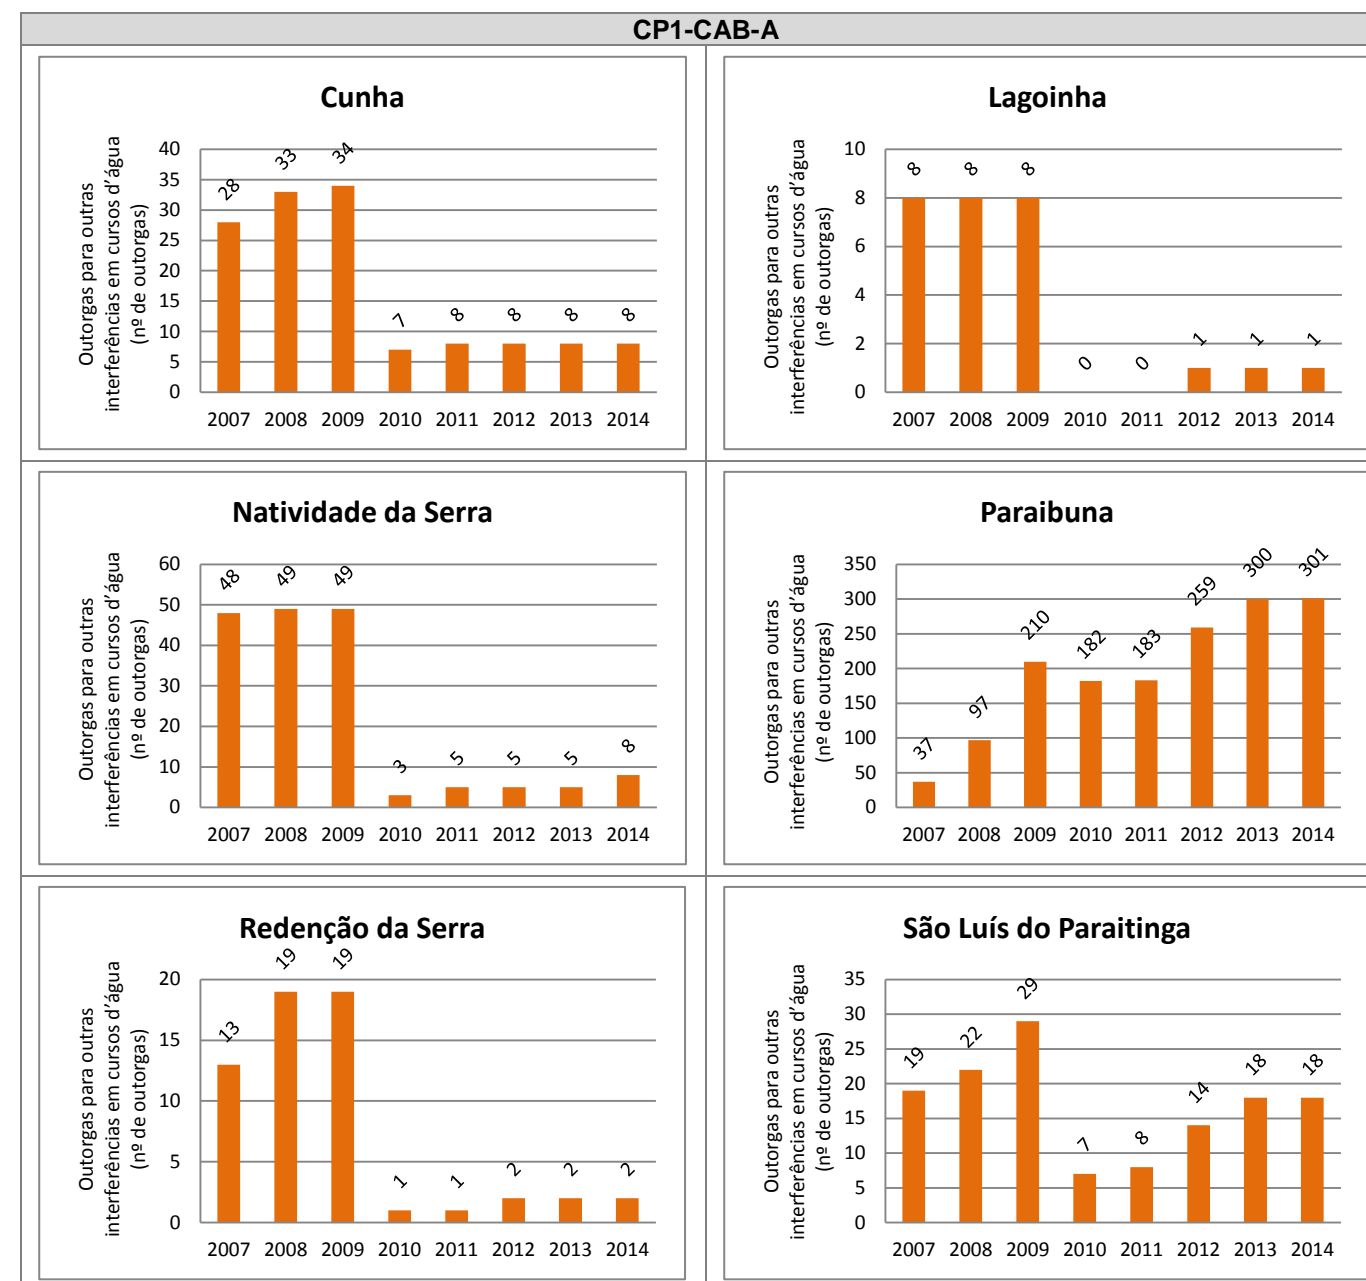 CP1-CAB-A
Cunha
Outorgas para outras
interferências em cursos d'água
(nº de outorgas)
40
35
30
25
20
15
10
5
0
28
33
34
7
8
8
8
8
2007 2008 2009 2010 2011 2012 2013 2014
Lagoinha
Outorgas para outras
interferências em cursos d'água
(nº de outorgas)
10
8
6
4
2
0
8
8
8
0
0
1
1
1
2007 2008 2009 2010 2011 2012 2013 2014
Natividade da Serra
Outorgas para outras
interferências em cursos d'água
(nº de outorgas)
60
50
40
30
20
10
0
48
49
49
3
5
5
5
8
2007 2008 2009 2010 2011 2012 2013 2014
Paraibuna
Outorgas para outras
interferências em cursos d'água
(nº de outorgas)
350
300
250
200
150
100
50
0
37
97
210
182
183
259
300
301
2007 2008 2009 2010 2011 2012 2013 2014
Redenção da Serra
Outorgas para outras
interferências em cursos d'água
(nº de outorgas)
20
15
10
5
0
13
19
19
1
1
2
2
2
2007 2008 2009 2010 2011 2012 2013 2014
São Luís do Paraitinga
Outorgas para outras
interferências em cursos d'água
(nº de outorgas)
35
30
25
20
15
10
5
0
19
22
29
7
8
14
18
18
2007 2008 2009 2010 2011 2012 2013 2014